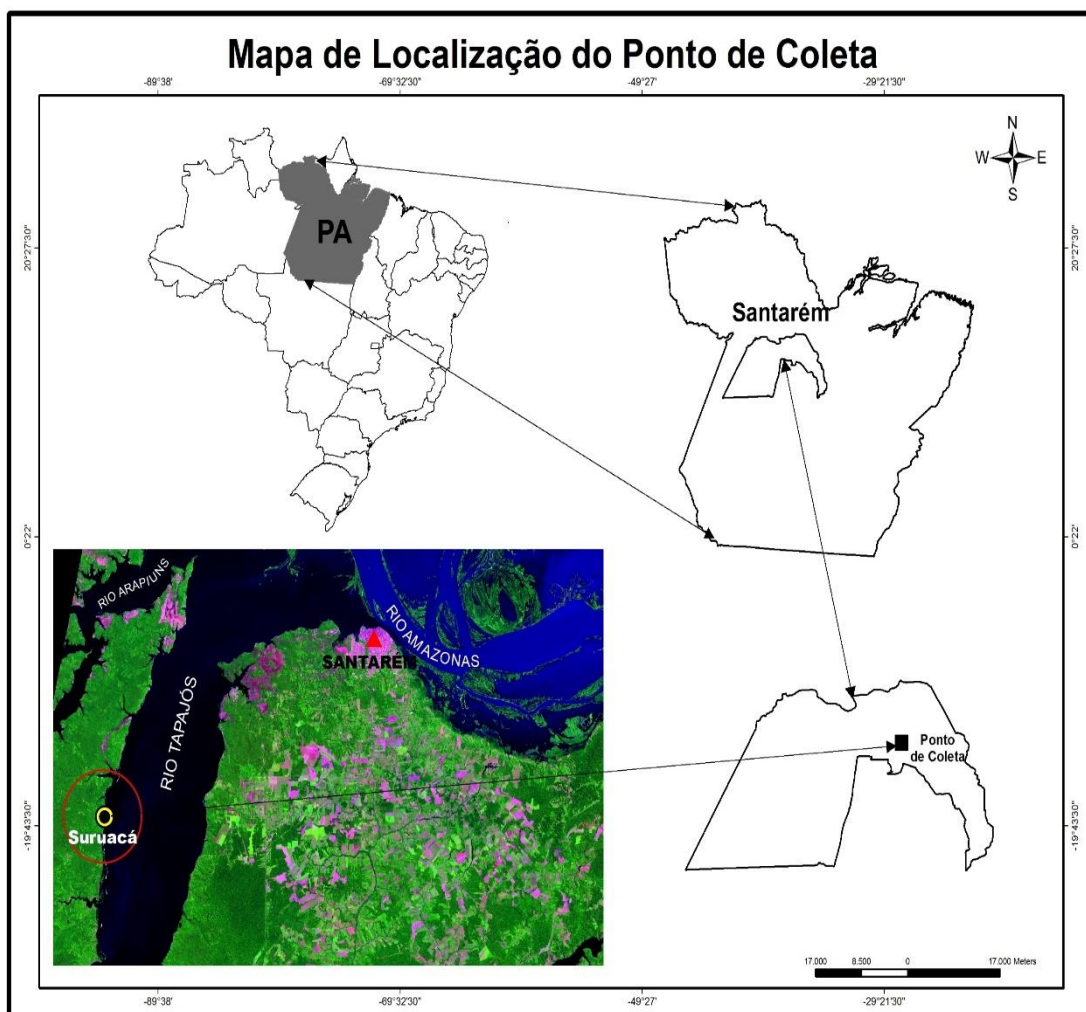 Mapa de Localização do Ponto de Coleta
-89°38'
-69°32'30"
-49°27'
-29°21'30"
N
W E
S
20°27'30"
20°27'30"
PA
Santarém
0°22'
0°22'
RIO ARAPIUNS
RIO AMAZONAS
SANTARÉM
RIO TAPAJÓS
Ponto
de Coleta
Suruacá
-19°43'30"
-19°43'30"
17.000 8.500 0 17.000 Meters
-89°38'
-69°32'30"
-49°27'
-29°21'30"